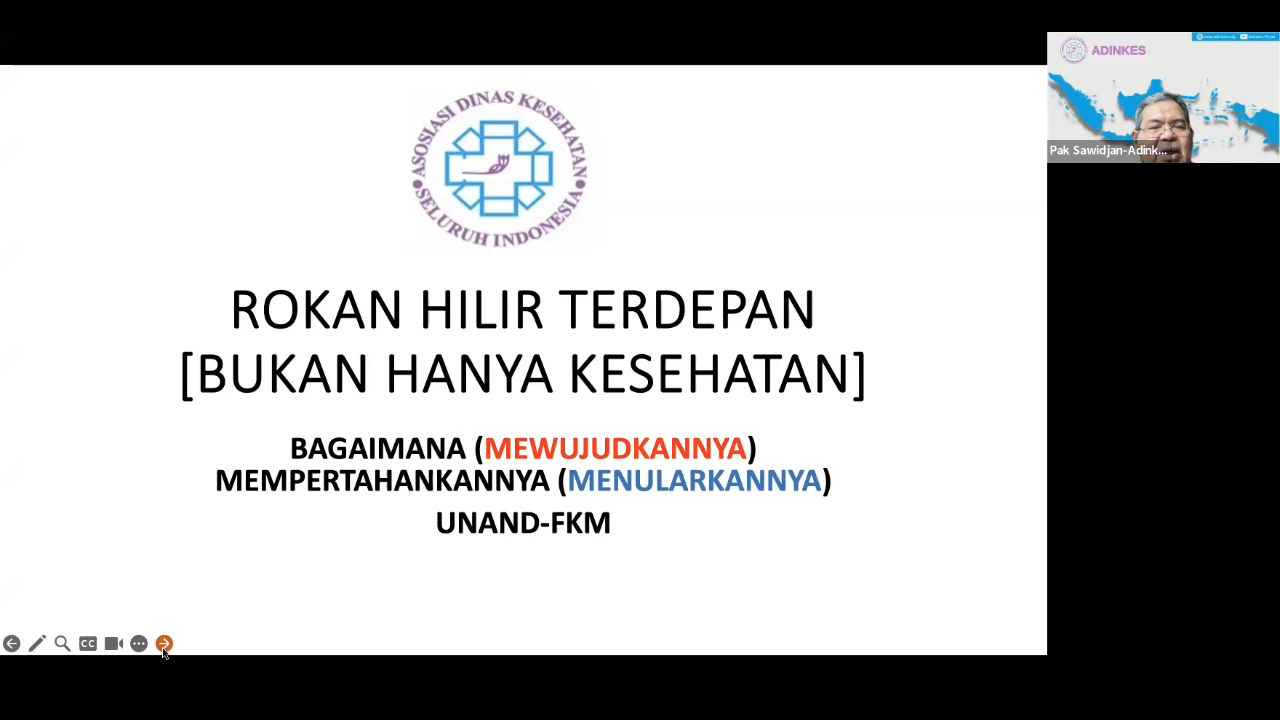 ASOSIASI DINAS KESEHATAN
SELURUH INDONESIA
ROKAN HILIR TERDEPAN
[BUKAN HANYA KESEHATAN]
BAGAIMANA (MEWUJUDKANNYA)
MEMPERTAHANKANNYA (MENULARKANNYA)
UNAND-FKM
CC
ADINKES
Pak Sawidjan-Adink...